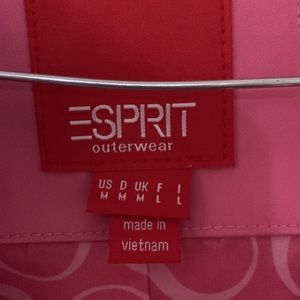 ESPRIT
outerwear
US D UK F I
M M M L L
made in
vietnam